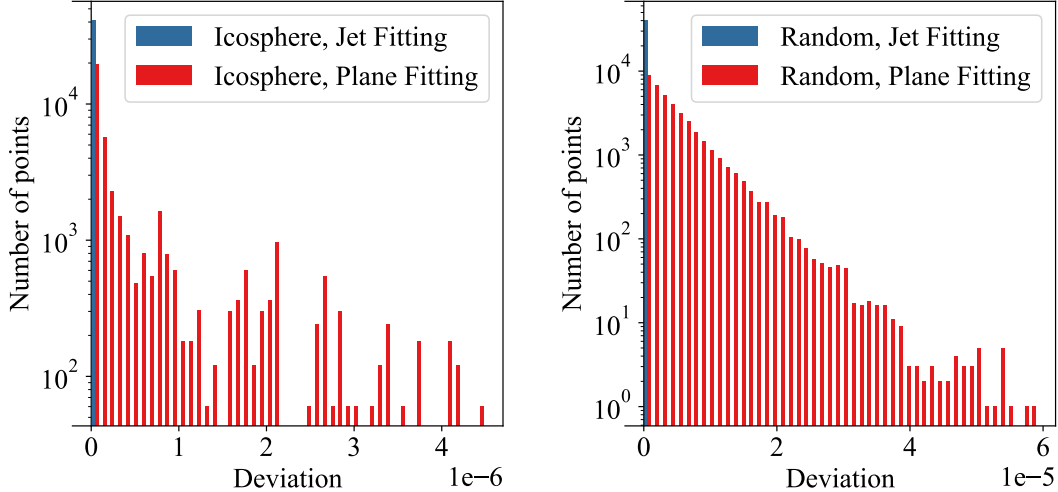 Icosphere, Jet Fitting
Icosphere, Plane Fitting
Number of points
10^4
10^3
10^2
0 1 2 3 4
Deviation
1e−6
Random, Jet Fitting
Random, Plane Fitting
Number of points
10^4
10^3
10^2
10^1
10^0
0 2 4 6
Deviation
1e−5